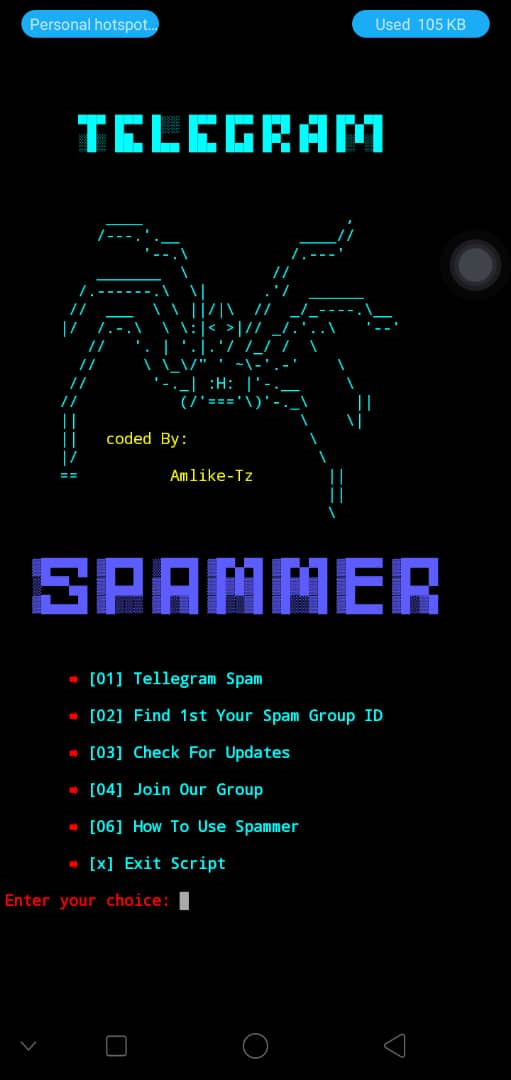 Personal hotspot...
Used 105 KB
TELEGRAM
coded By:
Amlike-Tz
SPAMMER
[01] Tellegram Spam
[02] Find 1st Your Spam Group ID
[03] Check For Updates
[04] Join Our Group
[06] How To Use Spammer
[x] Exit Script
Enter your choice: